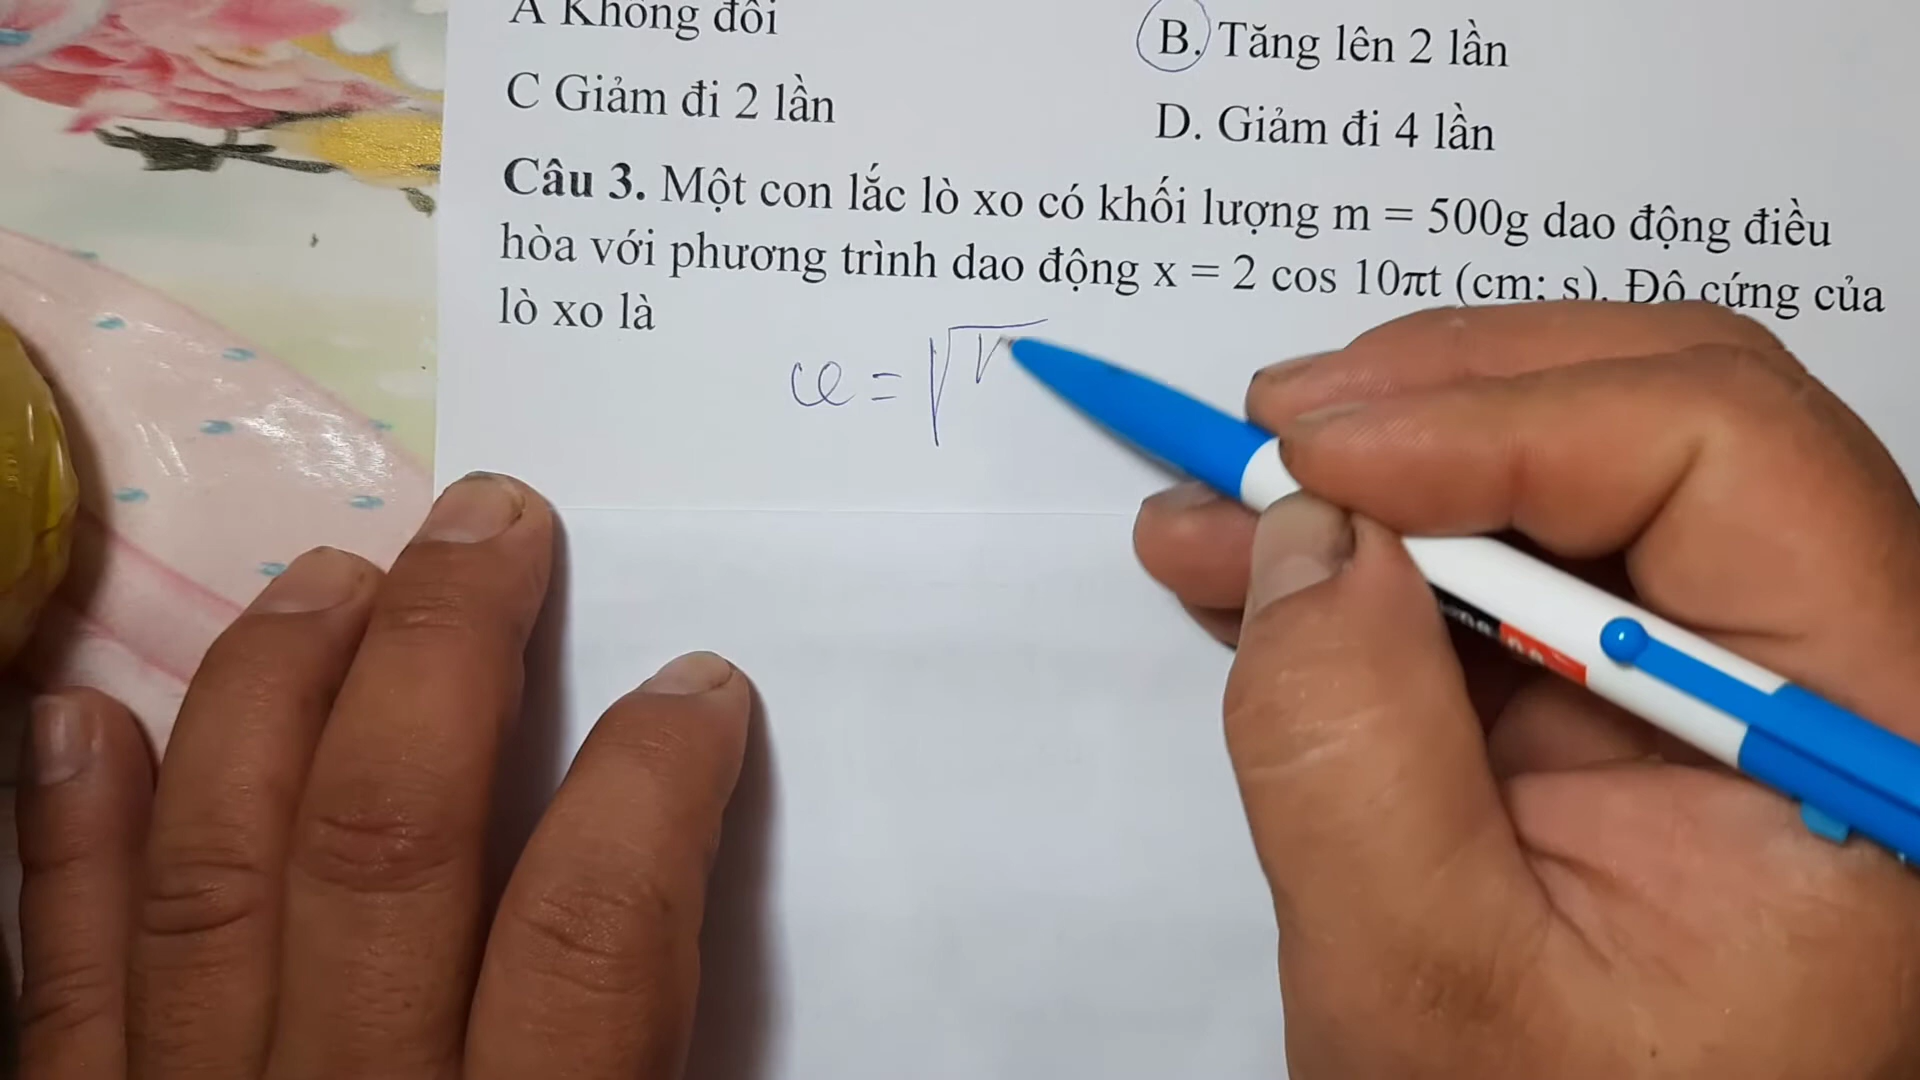 A Không đổi
B. Tăng lên 2 lần
C Giảm đi 2 lần
D. Giảm đi 4 lần
Câu 3. Một con lắc lò xo có khối lượng m = 500g dao động điều
hòa với phương trình dao động x = 2 cos 10πt (cm; s). Độ cứng của
lò xo là
ω = √